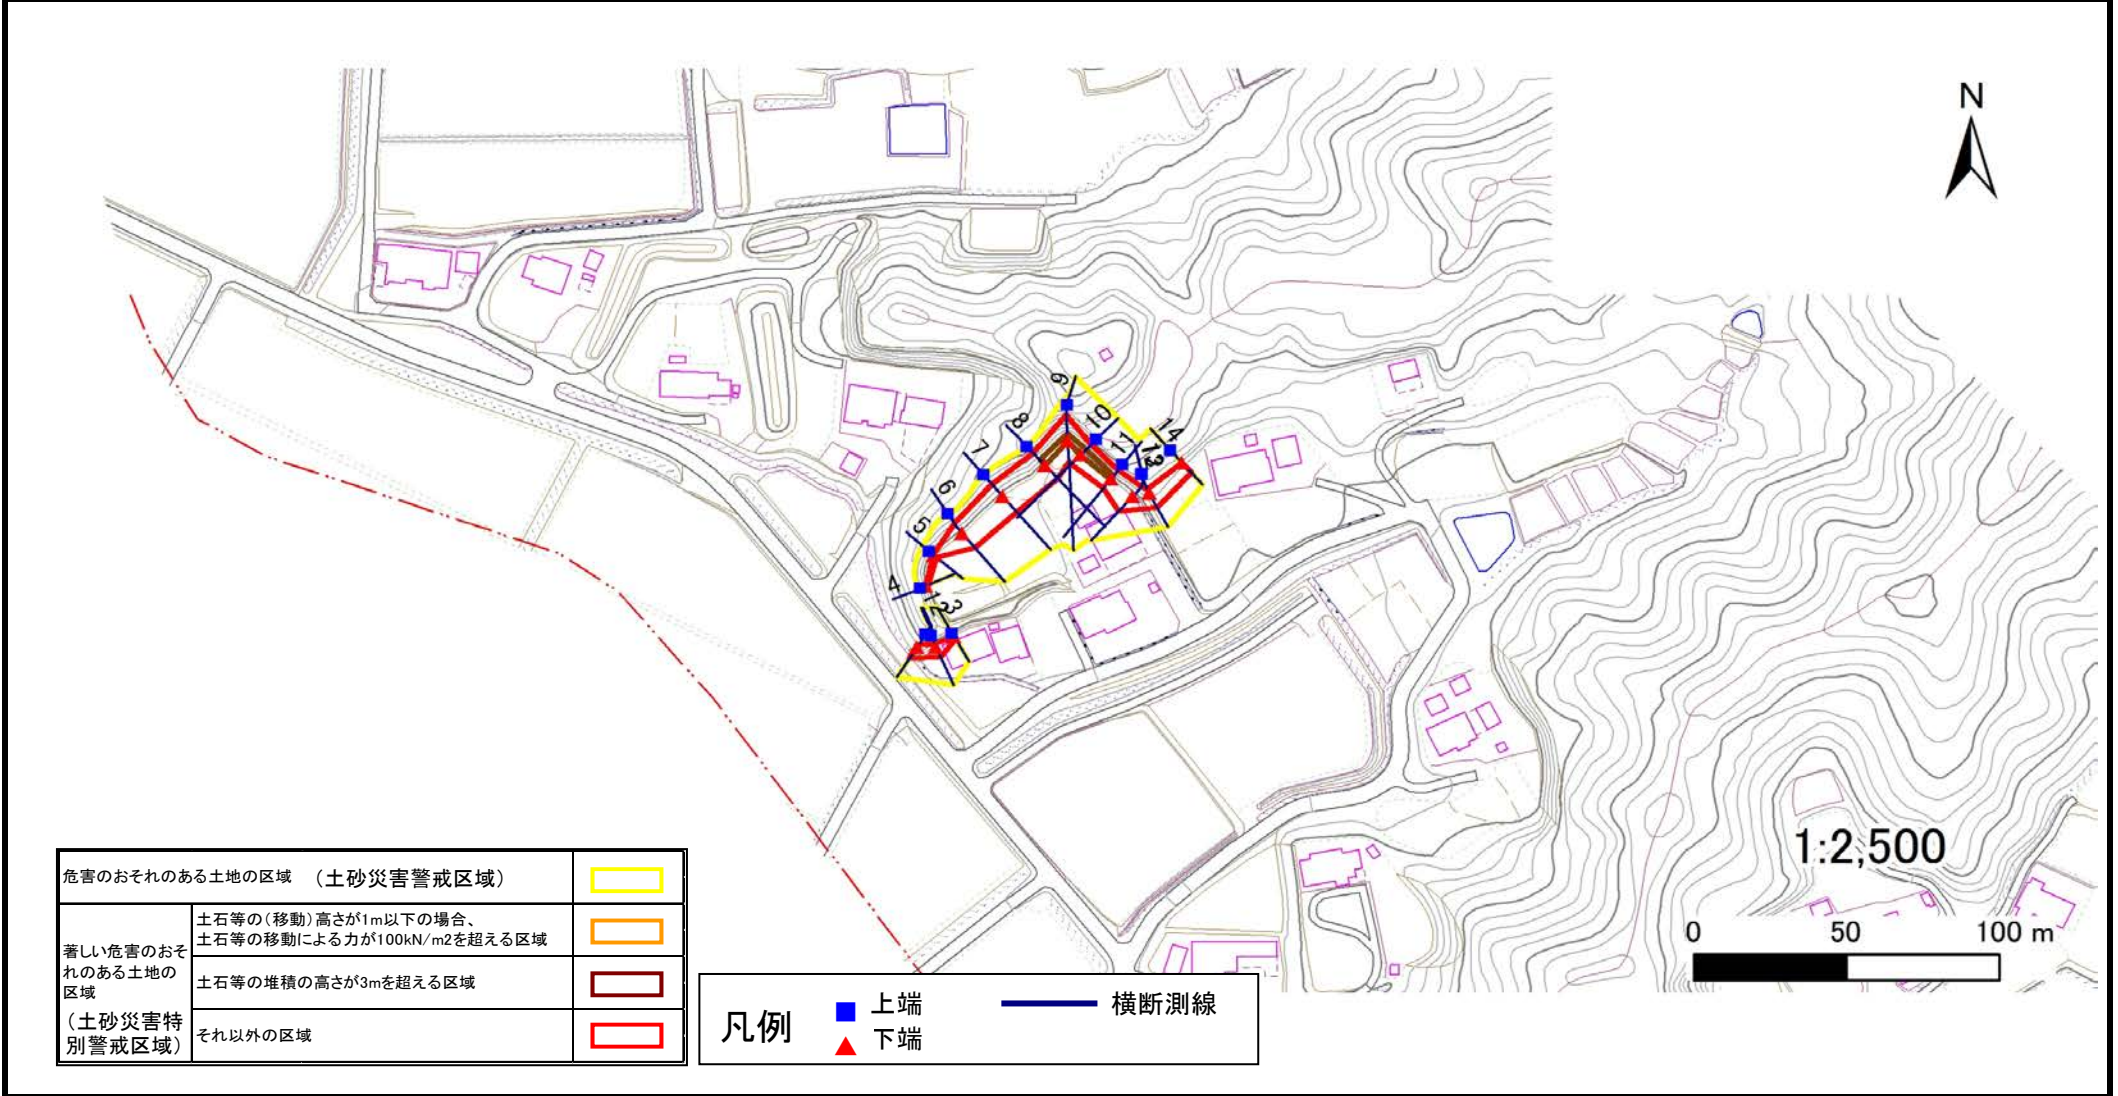 N
9
8
10
7
11
14
12
13
6
5
4
1
2
3
1:2,500
0 50 100 m
危害のおそれのある土地の区域 （土砂災害警戒区域）
著しい危害のおそ
れのある土地の
区域
（土砂災害特
別警戒区域）
土石等の（移動）高さが1m以下の場合、
土石等の移動による力が100kN/m2を超える区域
土石等の堆積の高さが3mを超える区域
それ以外の区域
凡例
上端
下端
横断測線